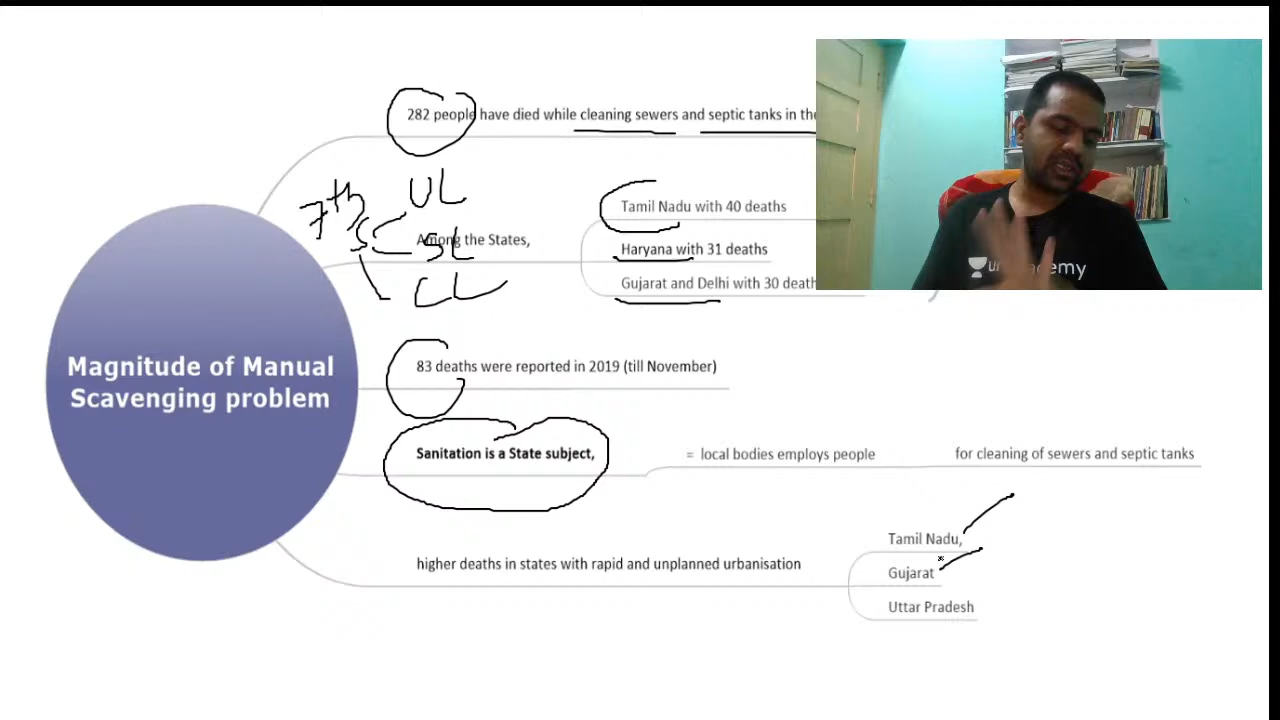 282 people have died while cleaning sewers and septic tanks in the
7th S
UL
SL
CL
Among the States,
Tamil Nadu with 40 deaths
Haryana with 31 deaths
Gujarat and Delhi with 30 death
Magnitude of Manual
Scavenging problem
83 deaths were reported in 2019 (till November)
Sanitation is a State subject,
= local bodies employs people
for cleaning of sewers and septic tanks
higher deaths in states with rapid and unplanned urbanisation
Tamil Nadu,
Gujarat
Uttar Pradesh